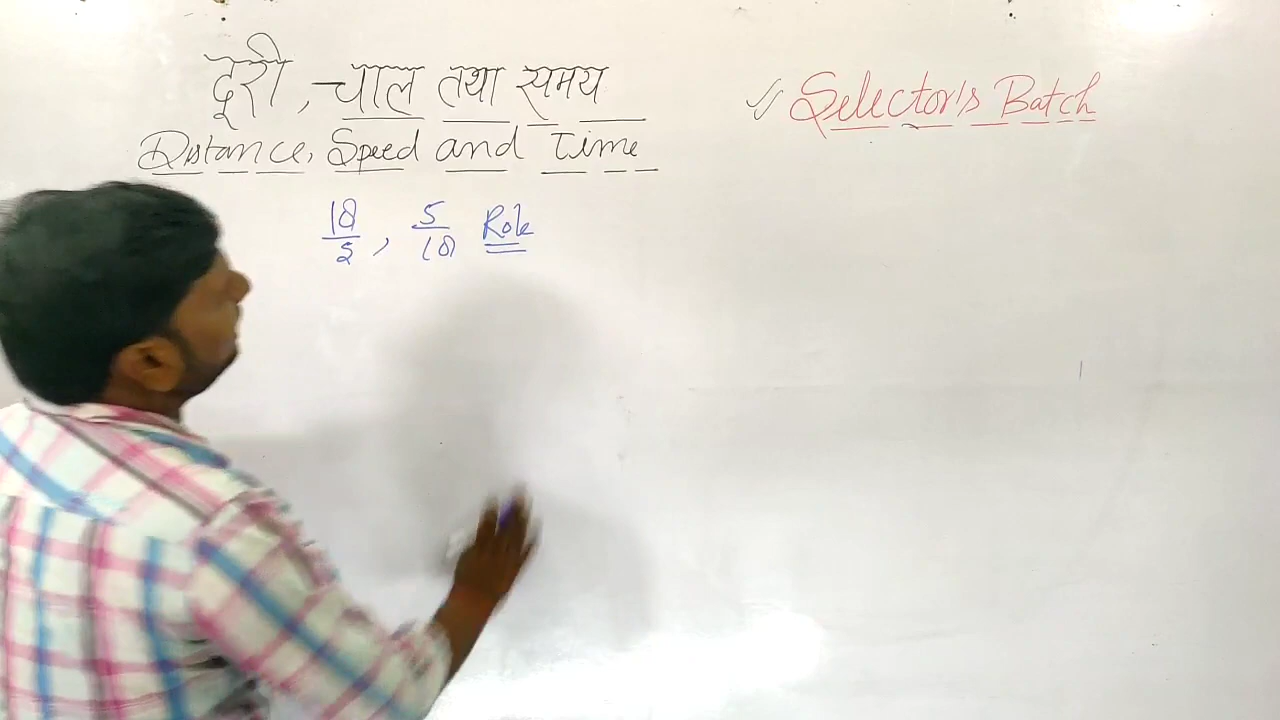 दूरी, चाल तथा समय
Distance, Speed and Time
✓ Selector's Batch
18/5, 5/18 Role